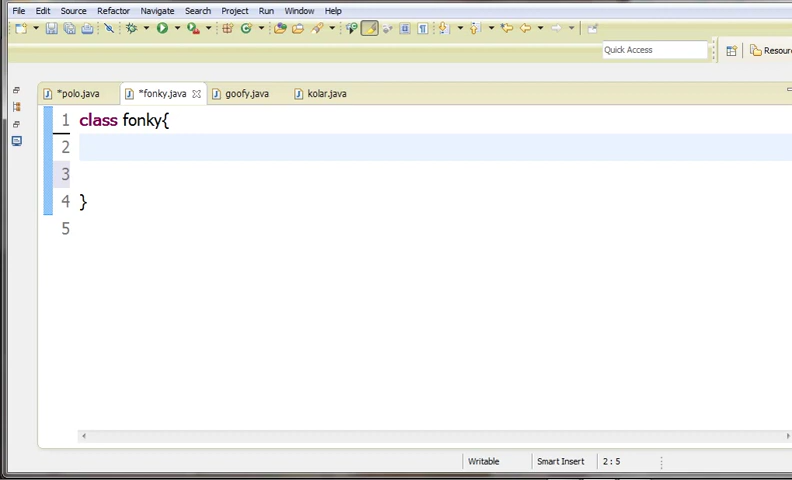 File Edit Source Refactor Navigate Search Project Run Window Help
Quick Access
Resour
*polo.java *fonky.java goofy.java kolar.java
1 class fonky{
2
3
4 }
5
Writable Smart Insert 2 : 5